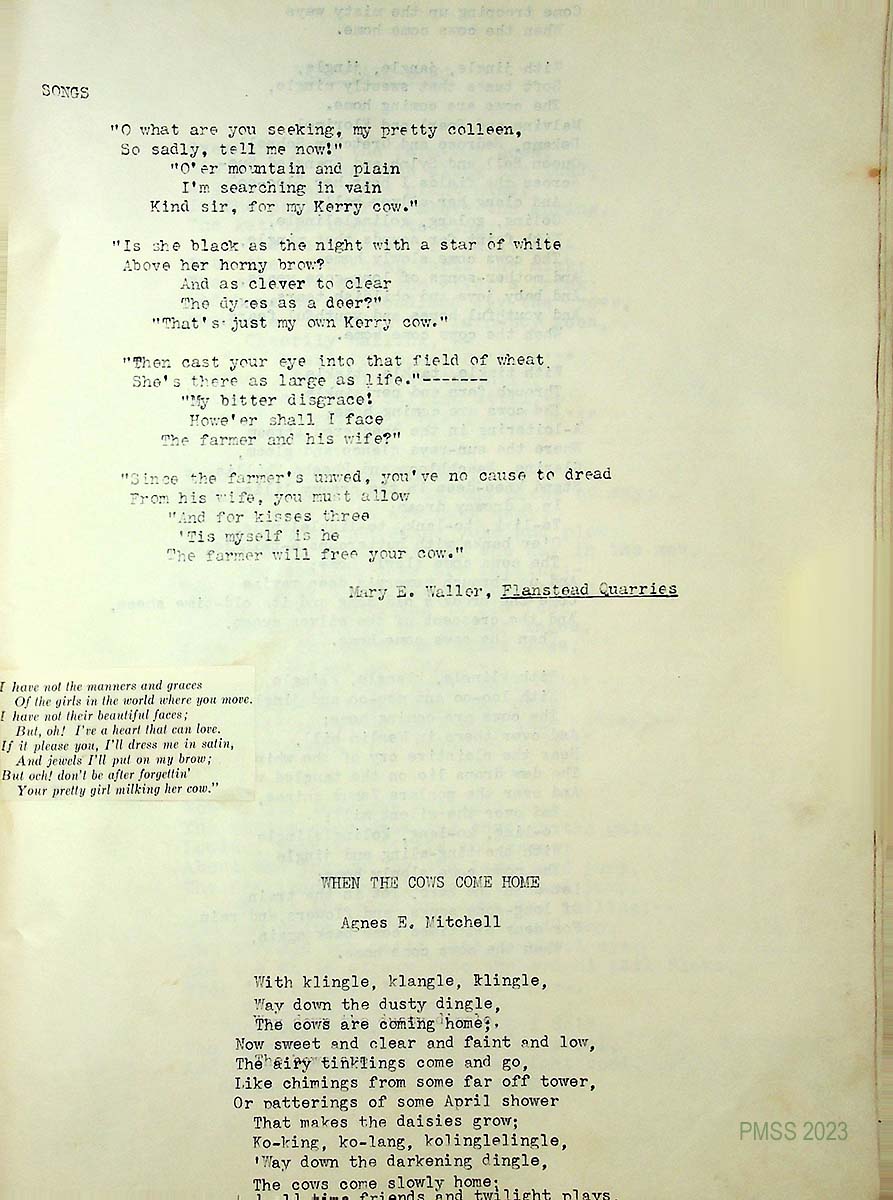 SONGS
"O what are you seeking, my pretty colleen,
So sadly, tell me now!"
"O'er mountain and plain
I'm searching in vain
Kind sir, for my Kerry cow."
"Is she black as the night with a star of white
Above her horny brow?
And as clever to clear
The dykes as a deer?"
"That's just my own Kerry cow."
"Then cast your eye into that field of wheat
She's there as large as life."-------
"My bitter disgrace!
Howe'er shall I face
The farmer and his wife?"
"Since the farmer's unwed, you've no cause to dread
From his wife, you must allow
"And for kisses three
'Tis myself is he
The farmer will free your cow."
Mary E. Waller, Flanstead Quarries
I have not the manners and graces
Of the girls in the world where you move.
I have not their beautiful faces;
But, oh! I've a heart that can love.
If it please you, I'll dress me in satin,
And jewels I'll put on my brow;
But och! don't be after forgettin'
Your pretty girl milking her cow."
WHEN THE COWS COME HOME
Agnes E. Mitchell
With klingle, klangle, klingle,
Way down the dusty dingle,
The cows are coming home;.
Now sweet and clear and faint and low,
The airy tinklings come and go,
Like chimings from some far off tower,
Or patterings of some April shower
That makes the daisies grow;
Ko-king, ko-lang, kolinglelingle,
'Way down the darkening dingle,
The cows come slowly home;
friends and twilight plays,
PMSS 2023